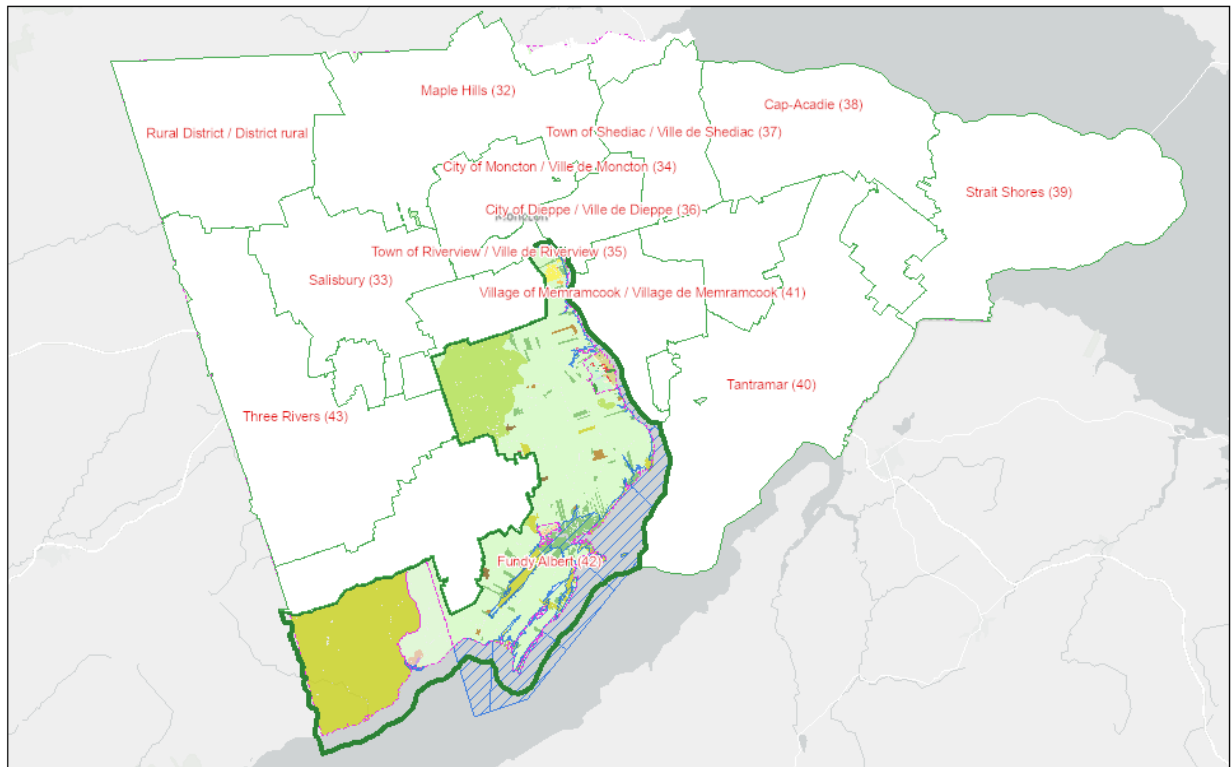 Maple Hills (32)
Cap-Acadie (38)
Rural District / District rural
Town of Shediac / Ville de Shediac (37)
City of Moncton / Ville de Moncton (34)
Strait Shores (39)
City of Dieppe / Ville de Dieppe (36)
Moncton
Town of Riverview / Ville de Riverview (35)
Salisbury (33)
Village of Memramcook / Village de Memramcook (41)
Tantramar (40)
Three Rivers (43)
Fundy Albert (42)